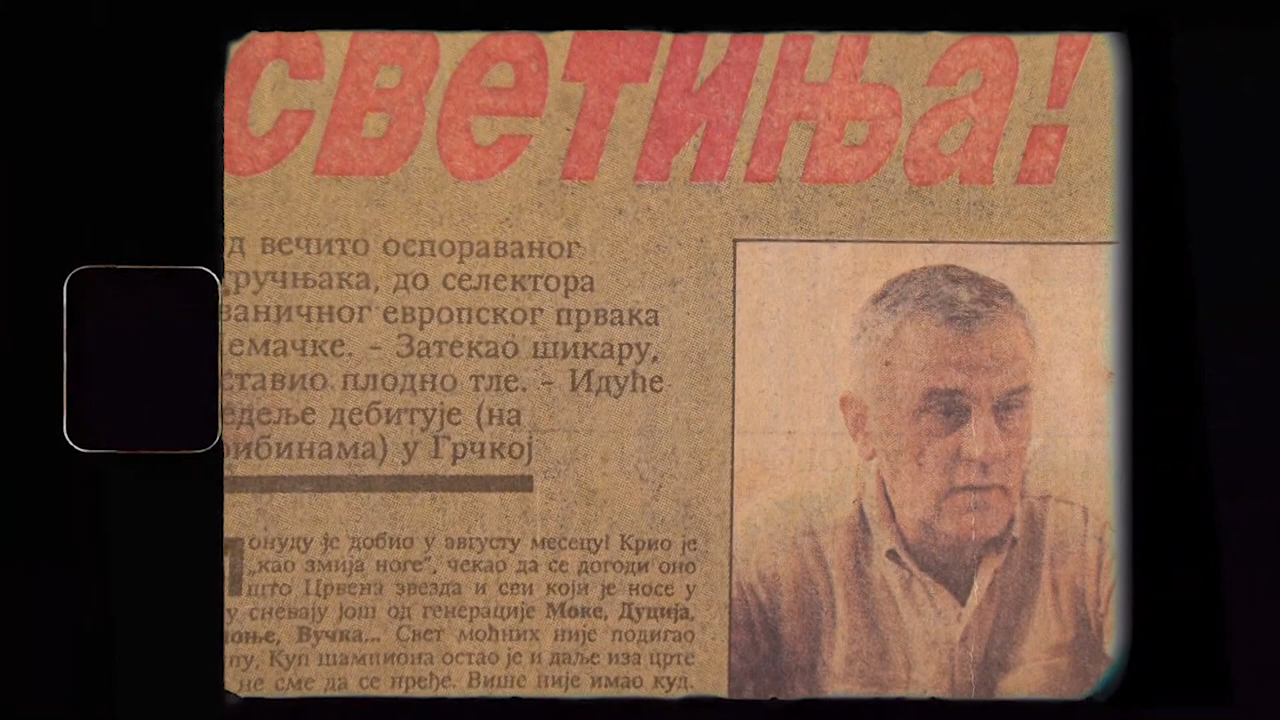 светиња!
д вечито оспораваног
тручњака, до селектора
ваничног европског првака
емачке. – Затекао шикару,
ставио плодно тле. – Идуће
едеље дебитује (на
рибинама) у Грчкој
Понуду је добио у августу месецу! Крио је
„као змија ноге“, чекао да се догоди оно
што Црвена звезда и сви који је носе у
у сневају још од генерације Моке, Дуција,
Вучка... Свет моћних није подигао
пу, Куп шампиона остао је и даље иза црте
не сме да се пређе. Више није имао куд.